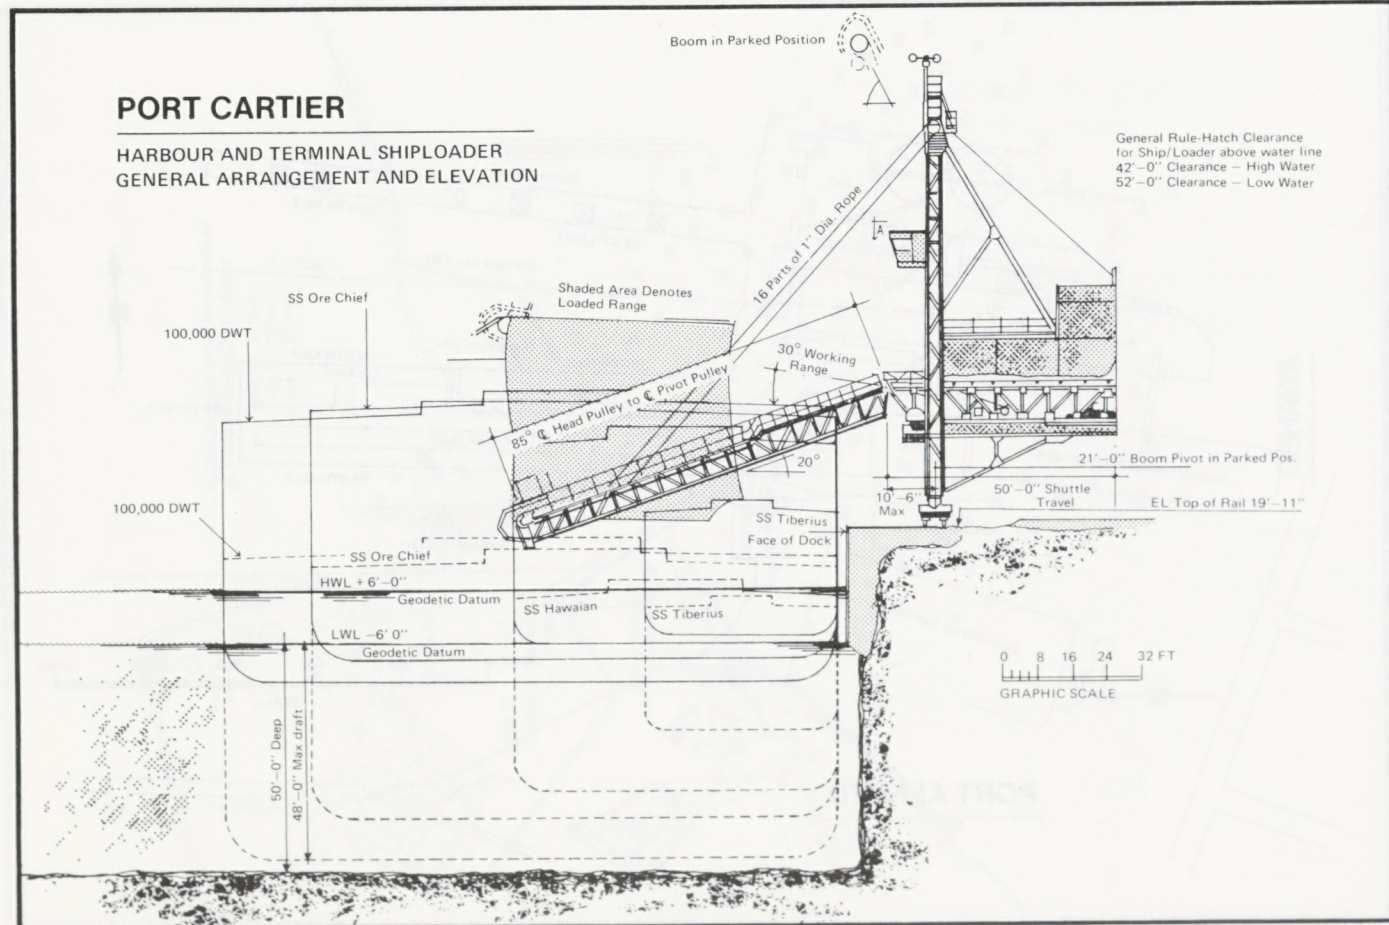 Boom in Parked Position
PORT CARTIER
HARBOUR AND TERMINAL SHIPLOADER
GENERAL ARRANGEMENT AND ELEVATION
General Rule-Hatch Clearance
for Ship/Loader above water line
42'-0'' Clearance – High Water
52'-0'' Clearance – Low Water
16 Parts of 1'' Dia. Rope
A
SS Ore Chief
Shaded Area Denotes
Loaded Range
100,000 DWT
30° Working
Range
85° ℄ Head Pulley to ℄ Pivot Pulley
20°
21'-0'' Boom Pivot in Parked Pos.
10'-6''
Max
50'-0'' Shuttle
Travel
EL Top of Rail 19'-11''
100,000 DWT
SS Tiberius
Face of Dock
SS Ore Chief
HWL + 6'-0''
Geodetic Datum
SS Hawaian
SS Tiberius
LWL -6' 0''
Geodetic Datum
0 8 16 24 32 FT
GRAPHIC SCALE
50'-0'' Deep
48'-0'' Max draft
PORT